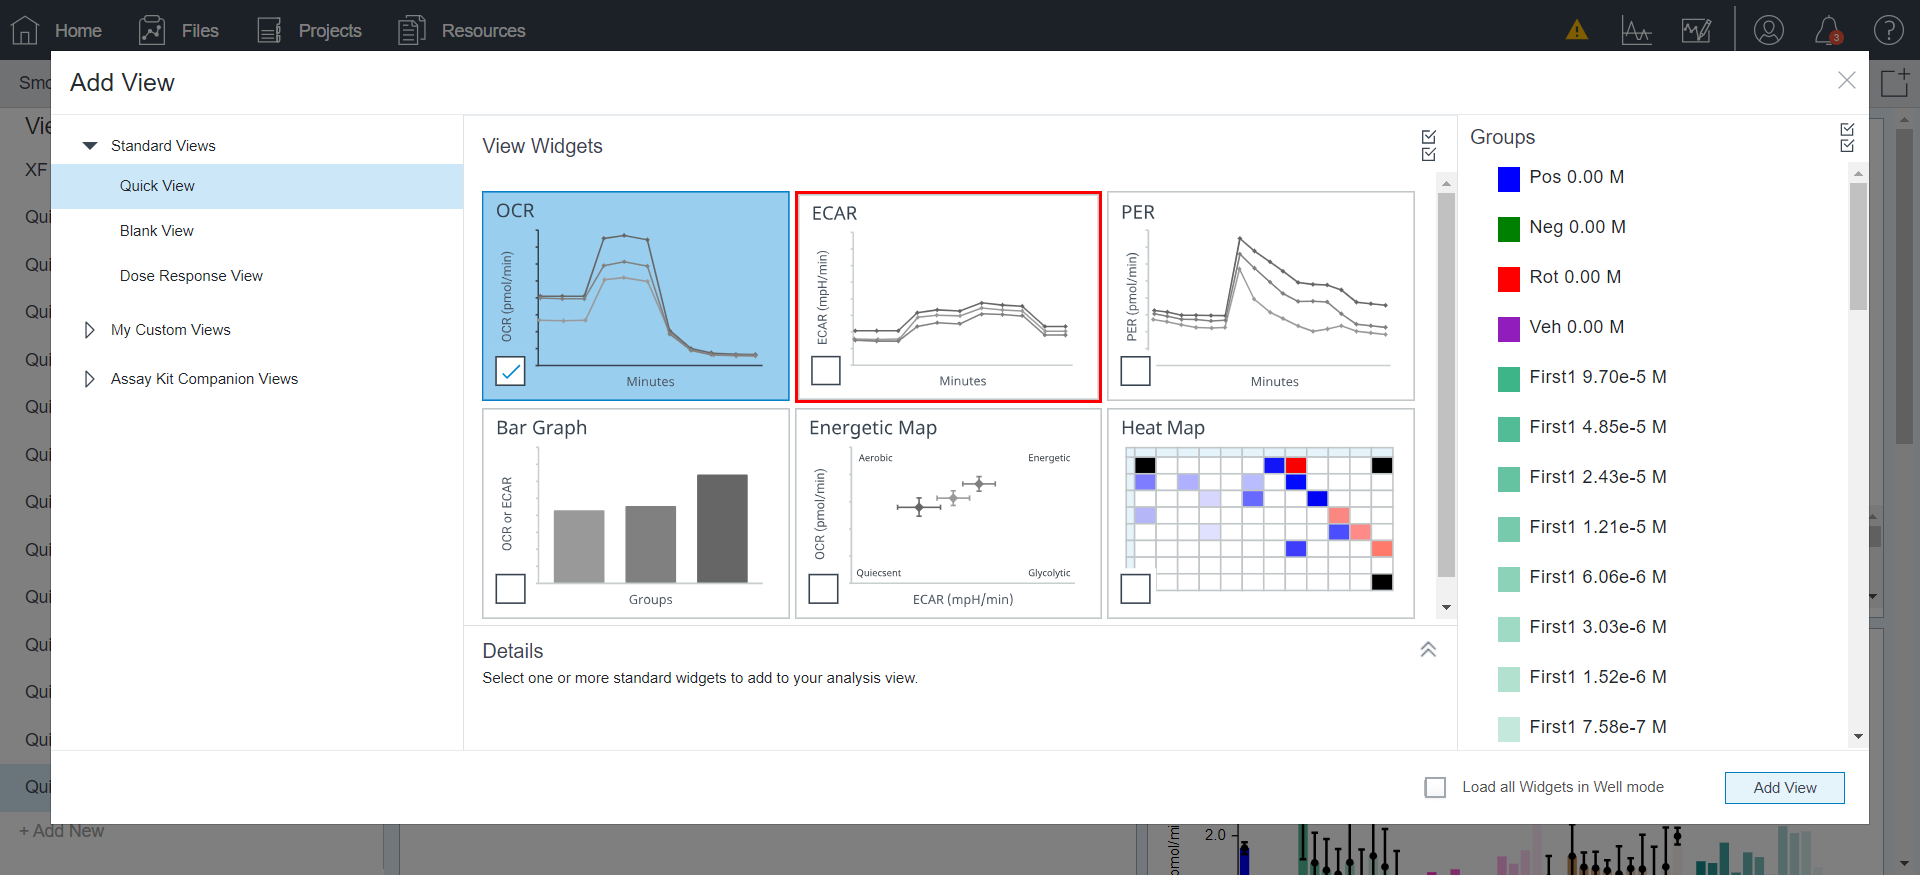 Home
Files
Projects
Resources
3
Add View
Standard Views
Quick View
Blank View
Dose Response View
My Custom Views
Assay Kit Companion Views
View Widgets
OCR
OCR (pmol/min)
Minutes
ECAR
ECAR (mpH/min)
Minutes
PER
PER (pmol/min)
Minutes
Bar Graph
OCR or ECAR
Groups
Energetic Map
Aerobic
Energetic
OCR (pmol/min)
Quiecsent
Glycolytic
ECAR (mpH/min)
Heat Map
Details
Select one or more standard widgets to add to your analysis view.
Groups
Pos 0.00 M
Neg 0.00 M
Rot 0.00 M
Veh 0.00 M
First1 9.70e-5 M
First1 4.85e-5 M
First1 2.43e-5 M
First1 1.21e-5 M
First1 6.06e-6 M
First1 3.03e-6 M
First1 1.52e-6 M
First1 7.58e-7 M
Load all Widgets in Well mode
Add View
Smo
Vie
XF
Qui
Qui
Qui
Qui
Qui
Qui
Qui
Qui
Qui
Qui
Qui
Qui
Qui
+ Add New
2.0
pmol/mi